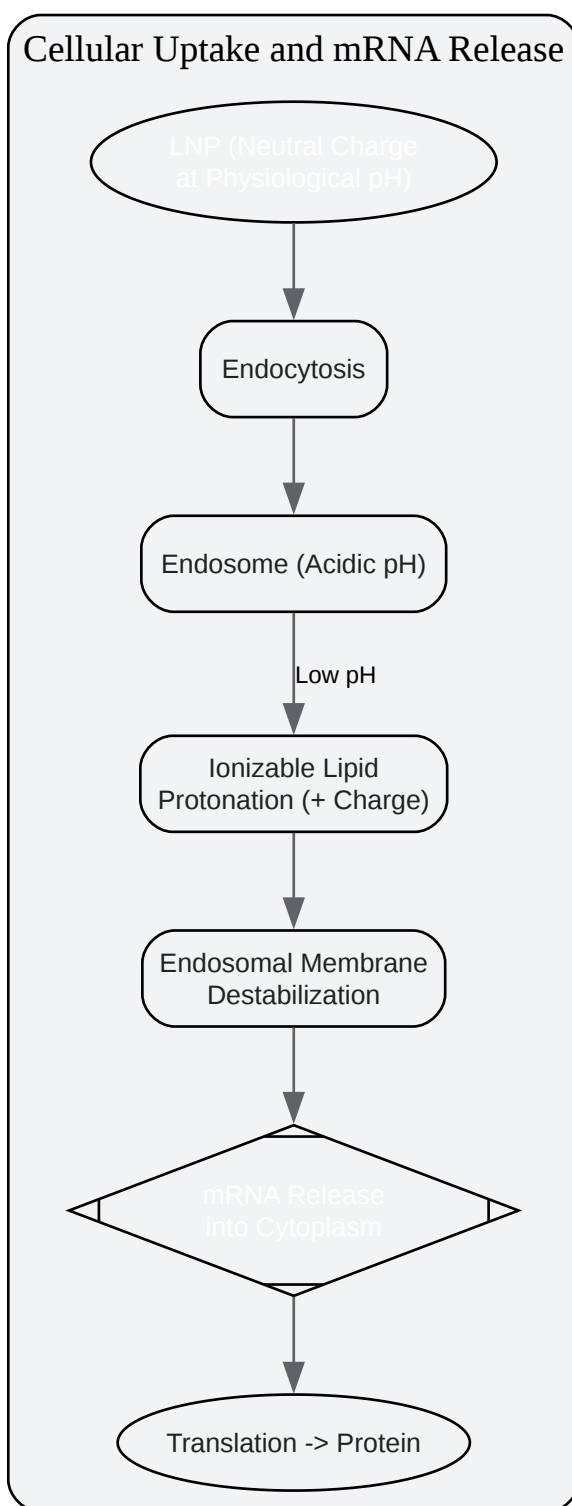 Cellular Uptake and mRNA Release
LNP (Neutral Charge
at Physiological pH)
Endocytosis
Endosome (Acidic pH)
Low pH
Ionizable Lipid
Protonation (+ Charge)
Endosomal Membrane
Destabilization
mRNA Release
into Cytoplasm
Translation -> Protein